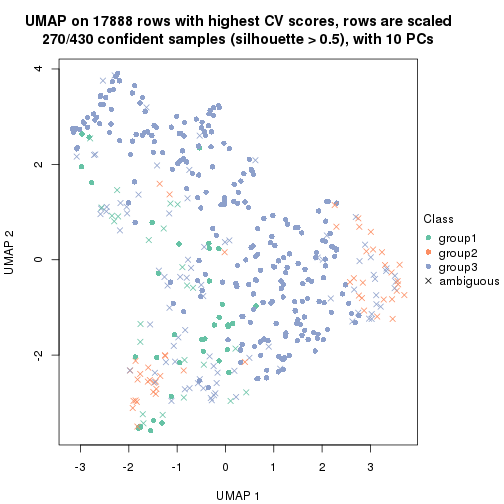 UMAP on 17888 rows with highest CV scores, rows are scaled
270/430 confident samples (silhouette > 0.5), with 10 PCs
4
2
0
-2
UMAP 2
-3
-2
-1
0
1
2
3
UMAP 1
Class
group1
group2
group3
ambiguous